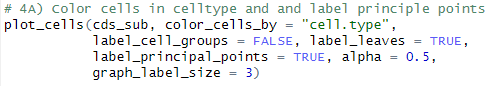 # 4A) Color cells in celltype and and label principle points
plot_cells(cds_sub, color_cells_by = "cell.type",
label_cell_groups = FALSE, label_leaves = TRUE,
label_principal_points = TRUE, alpha = 0.5,
graph_label_size = 3)